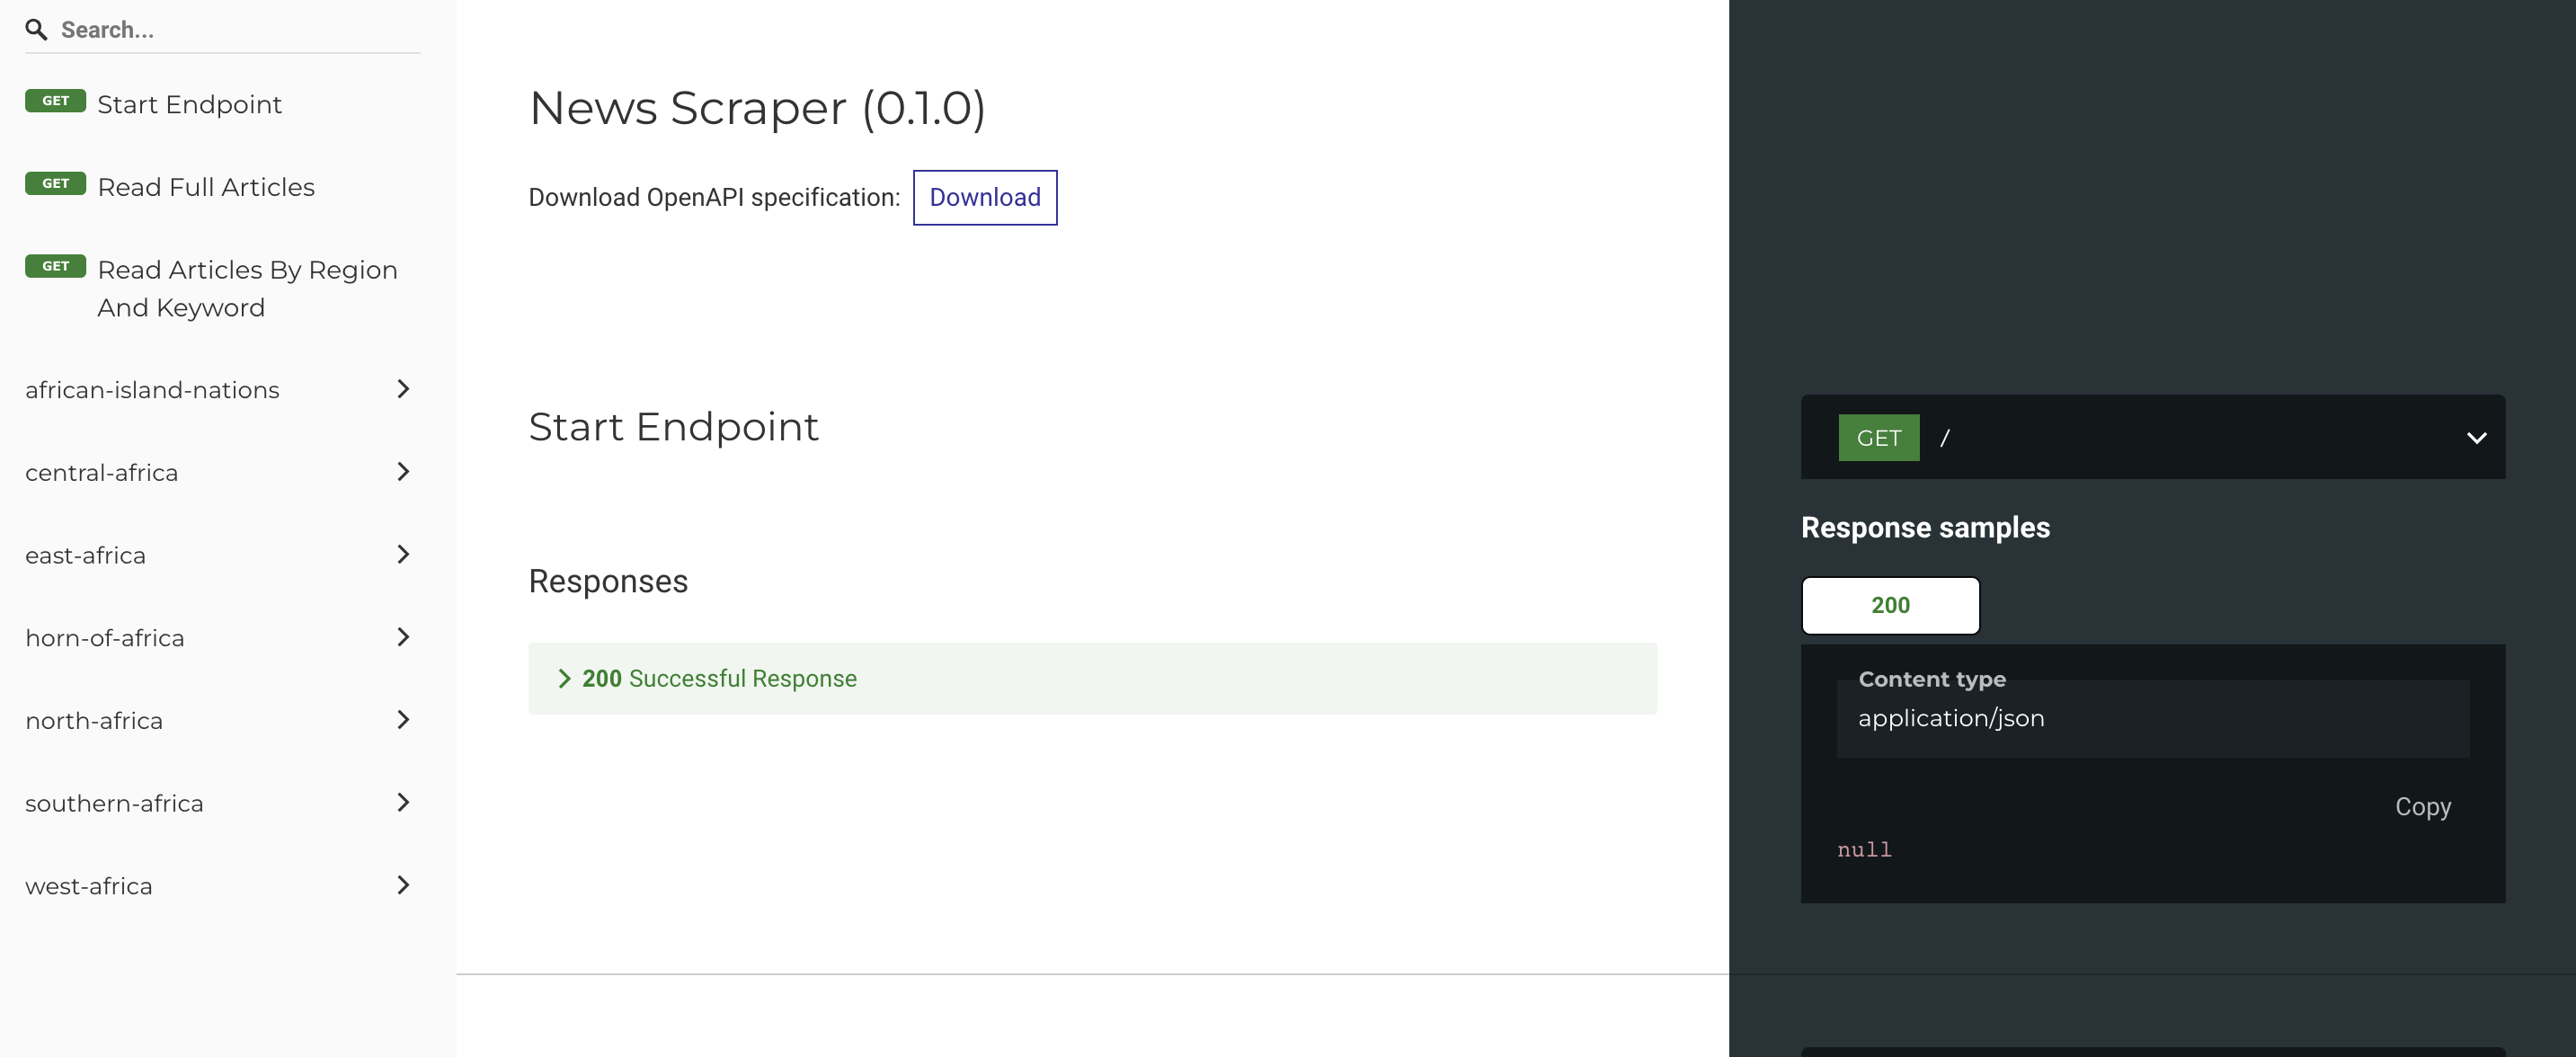 Search...
GET Start Endpoint
GET Read Full Articles
GET Read Articles By Region
And Keyword
african-island-nations
central-africa
east-africa
horn-of-africa
north-africa
southern-africa
west-africa
News Scraper (0.1.0)
Download OpenAPI specification: Download
Start Endpoint
Responses
200 Successful Response
GET /
Response samples
200
Content type
application/json
Copy
null